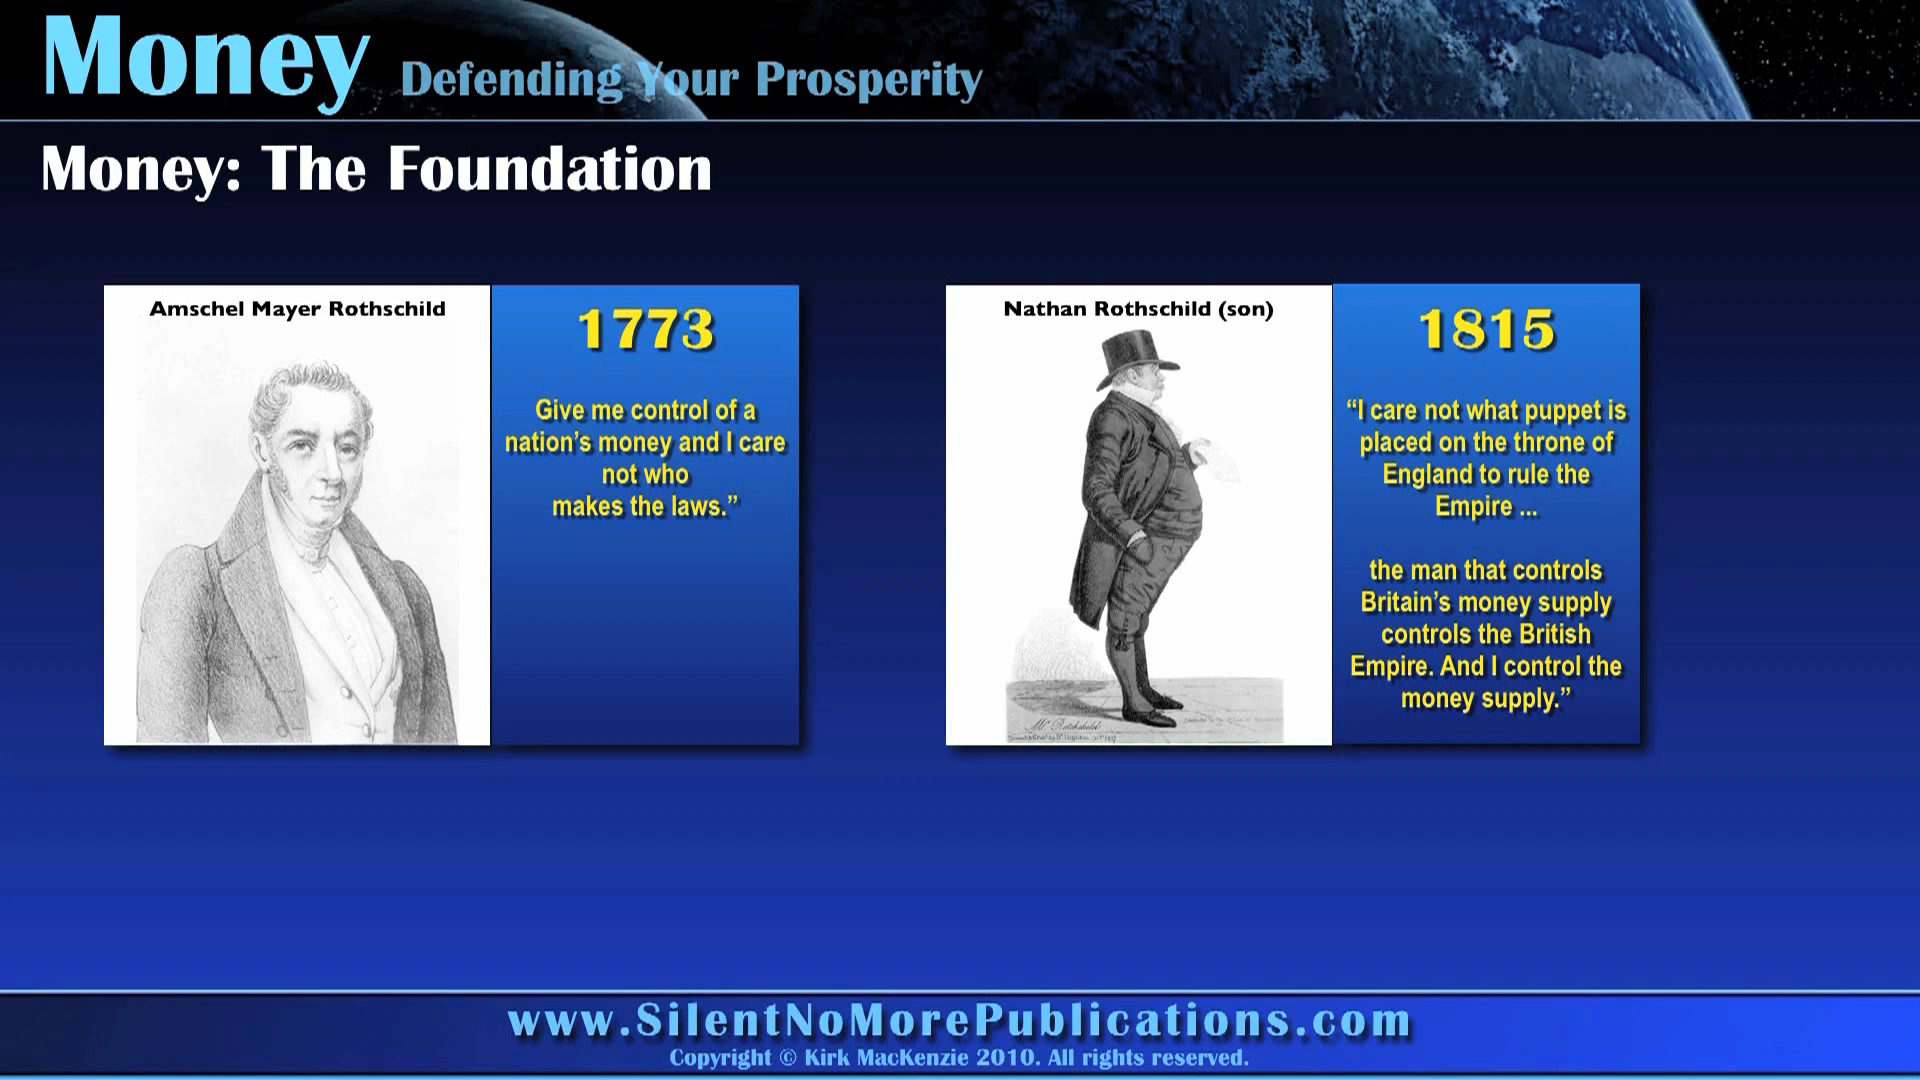 Money Defending Your Prosperity
Money: The Foundation
Amschel Mayer Rothschild
1773
Give me control of a
nation's money and I care
not who
makes the laws.”
Nathan Rothschild (son)
1815
“I care not what puppet is
placed on the throne of
England to rule the
Empire ...
the man that controls
Britain's money supply
controls the British
Empire. And I control the
money supply.”
www.SilentNoMorePublications.com
Copyright © Kirk MacKenzie 2010. All rights reserved.